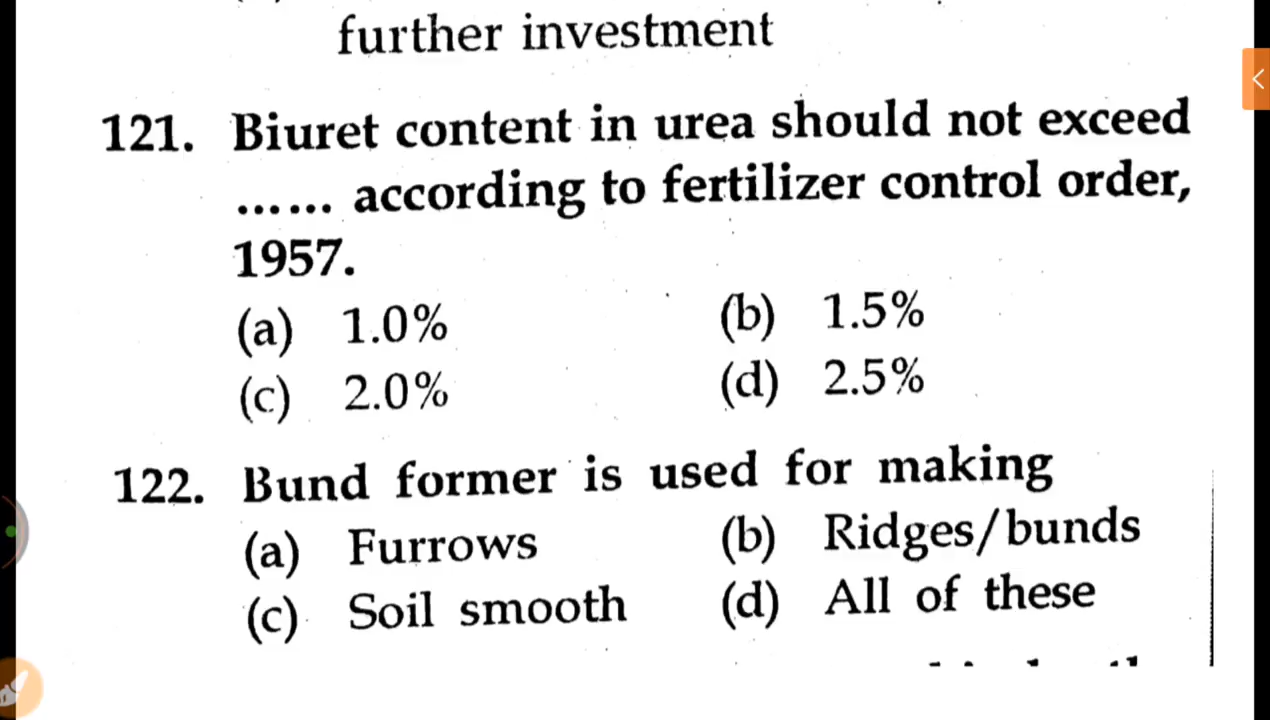 further investment
121. Biuret content in urea should not exceed
...... according to fertilizer control order,
1957.
(a) 1.0% (b) 1.5%
(c) 2.0% (d) 2.5%
122. Bund former is used for making
(a) Furrows (b) Ridges/bunds
(c) Soil smooth (d) All of these